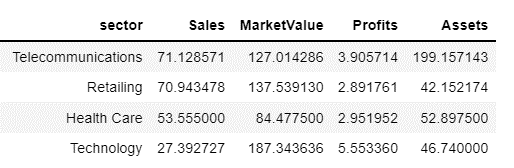 sector Sales MarketValue Profits Assets
Telecommunications 71.128571 127.014286 3.905714 199.157143
Retailing 70.943478 137.539130 2.891761 42.152174
Health Care 53.555000 84.477500 2.951952 52.897500
Technology 27.392727 187.343636 5.553360 46.740000